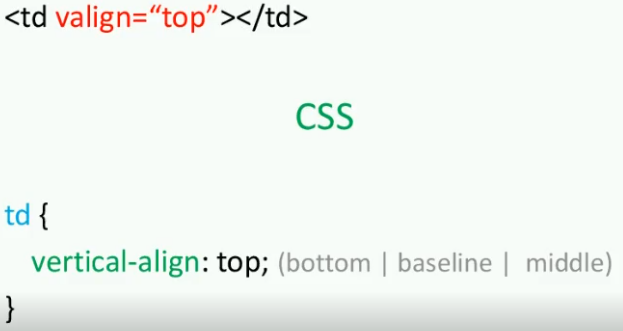 <td valign=“top”></td>
CSS
td {
vertical-align: top; (bottom | baseline | middle)
}